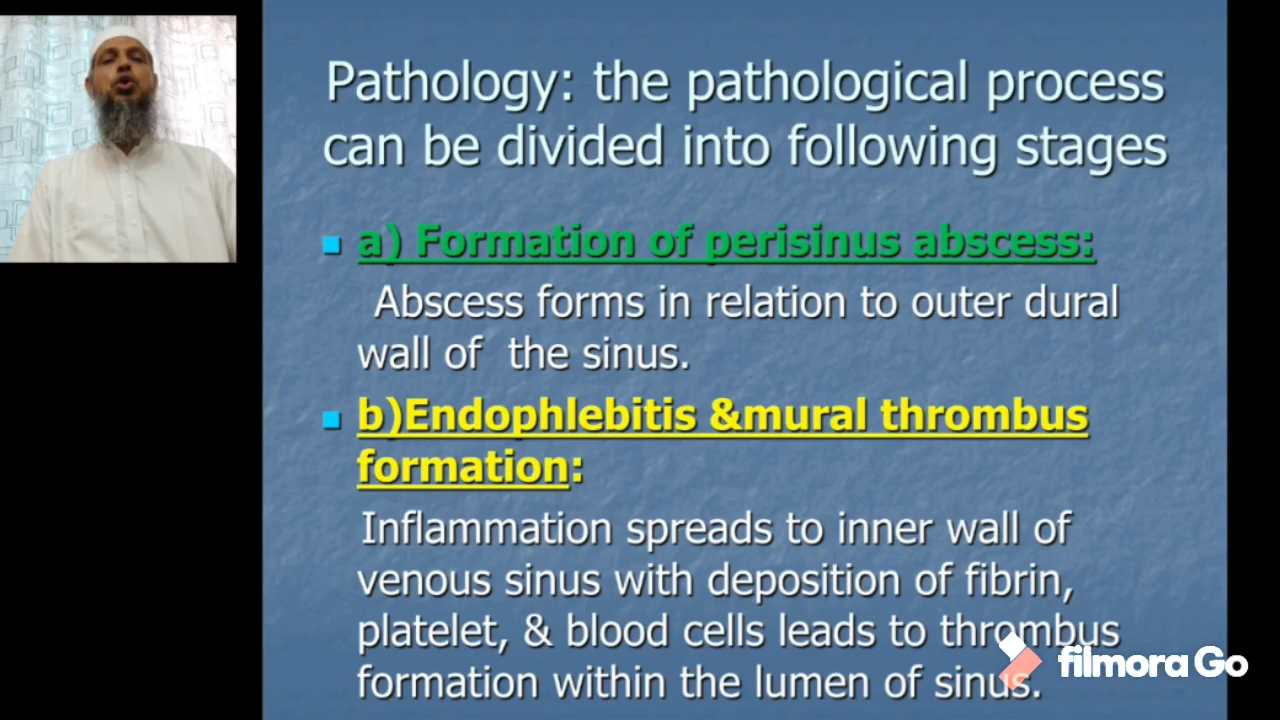 Pathology: the pathological process
can be divided into following stages
a) Formation of perisinus abscess:
Abscess forms in relation to outer dural
wall of the sinus.
b)Endophlebitis &mural thrombus
formation:
Inflammation spreads to inner wall of
venous sinus with deposition of fibrin,
platelet, & blood cells leads to thrombus
formation within the lumen of sinus.
filmora Go